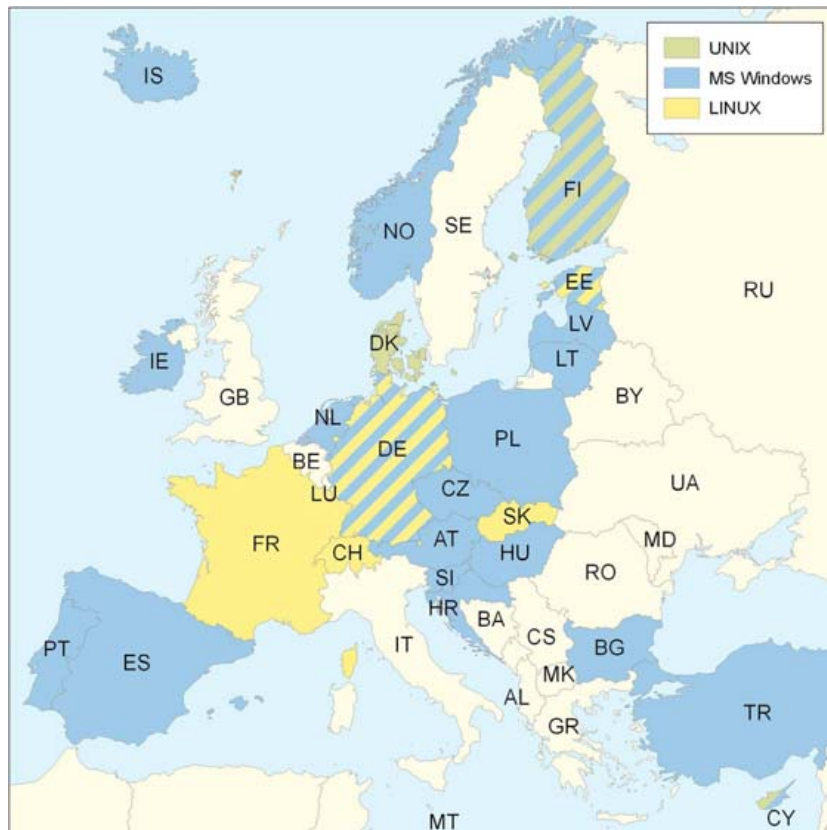 UNIX
MS Windows
LINUX
IS
FI
NO
SE
EE
RU
LV
DK
LT
IE
BY
GB
NL
PL
DE
BE
CZ
UA
LU
SK
FR
MD
CH
AT
HU
RO
SI
HR
BA
CS
IT
BG
PT
ES
MK
AL
TR
GR
MT
CY